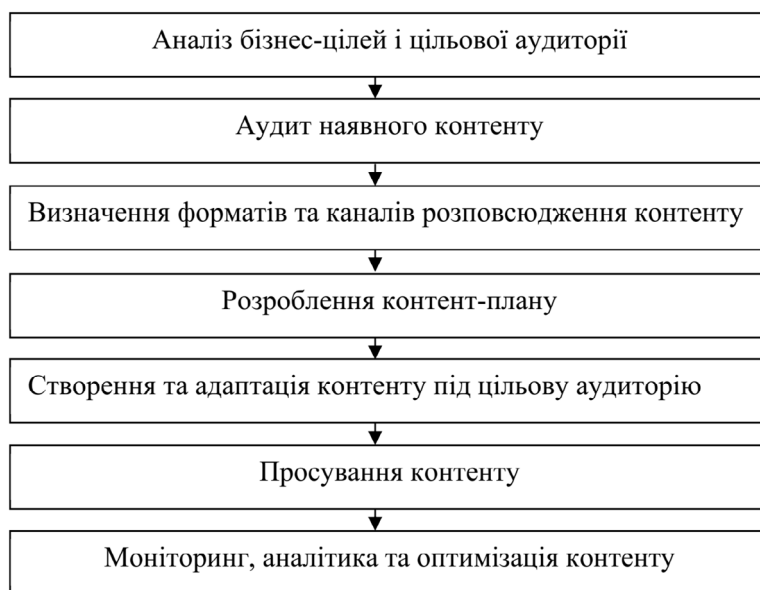 Аналіз бізнес-цілей і цільової аудиторії
Аудит наявного контенту
Визначення форматів та каналів розповсюдження контенту
Розроблення контент-плану
Створення та адаптація контенту під цільову аудиторію
Просування контенту
Моніторинг, аналітика та оптимізація контенту